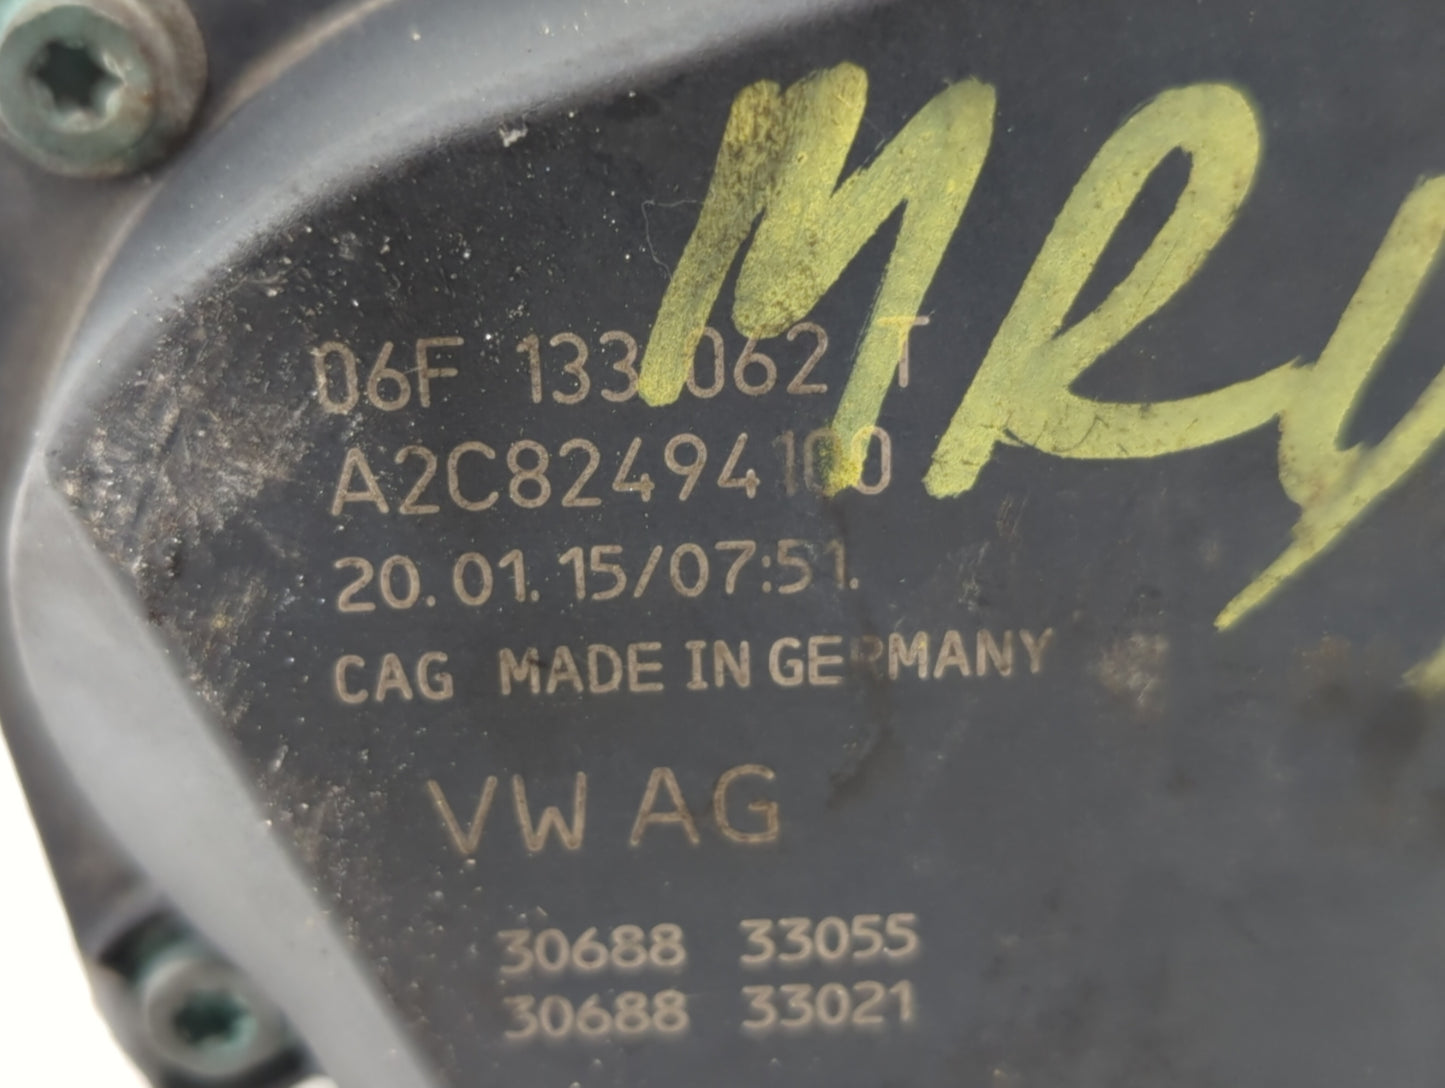 06F 133 062 T
A2C82494100
20.01.15/07:51.
CAG MADE IN GERMANY
VW AG
30688 33055
30688 33021